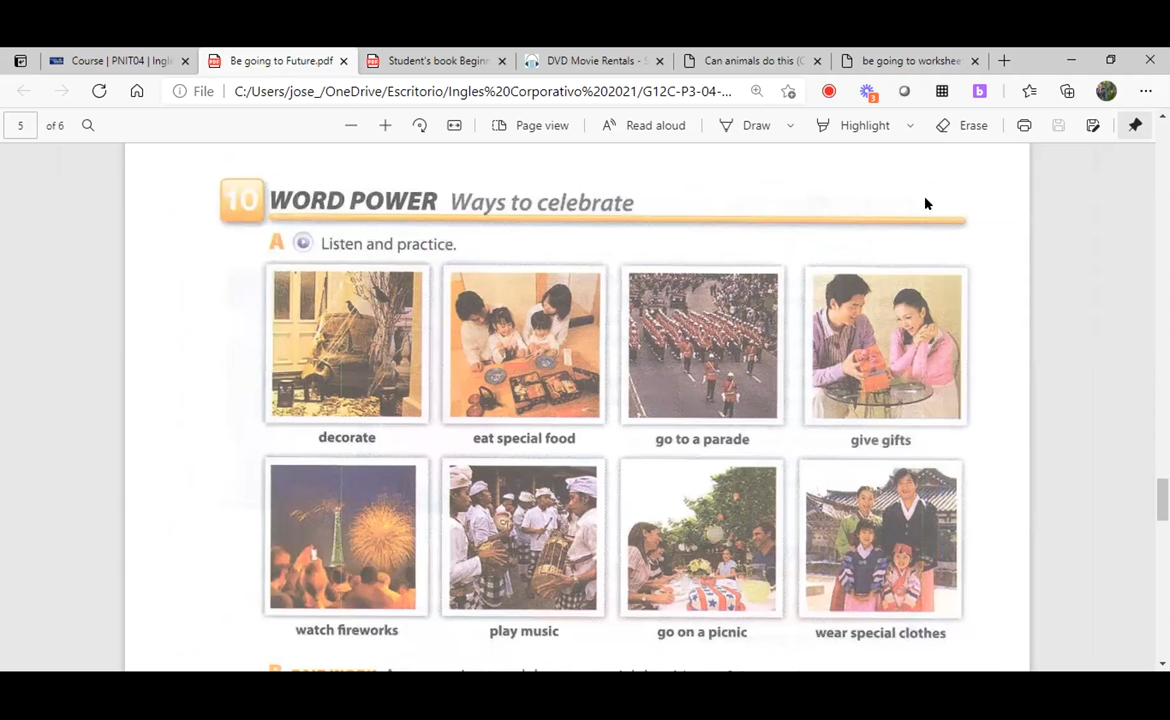 Course | PNIT04 | Ingl
Be going to Future.pdf
Student's book Beginn
DVD Movie Rentals - S
Can animals do this (C
be going to workshee
File
C:/Users/jose_/OneDrive/Escritorio/Ingles%20Corporativo%202021/G12C-P3-04-...
3
b
5 of 6
Page view
Read aloud
Draw
Highlight
Erase
10 WORD POWER Ways to celebrate
A Listen and practice.
decorate
eat special food
go to a parade
give gifts
watch fireworks
play music
go on a picnic
wear special clothes